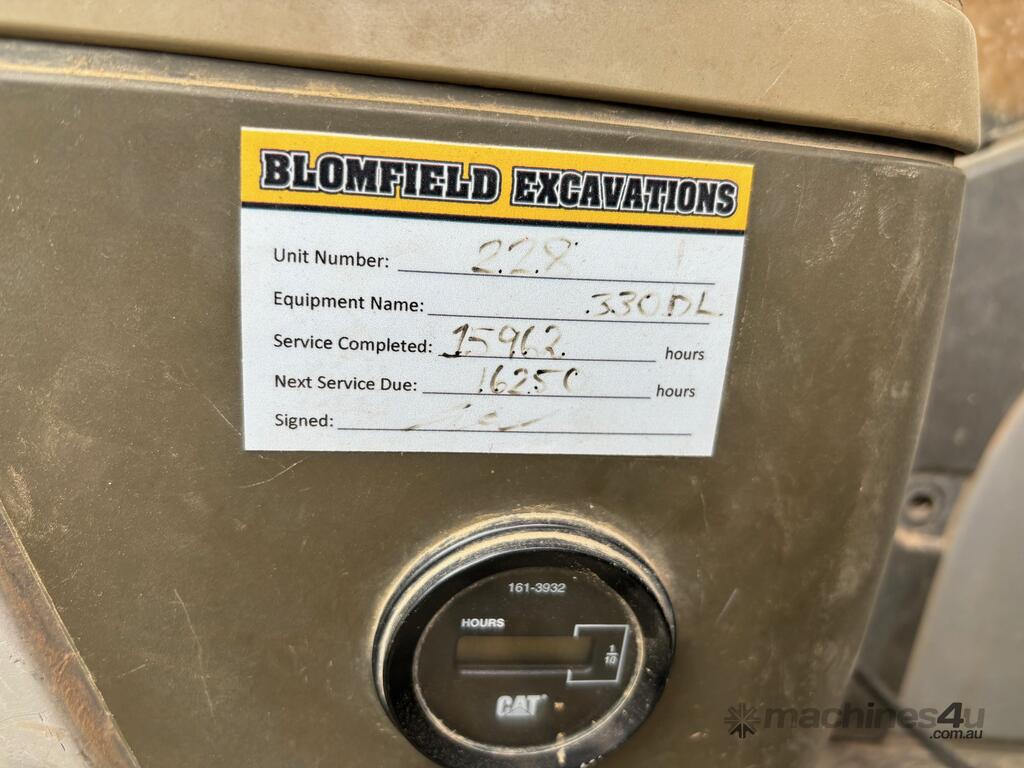 BLOMFIELD EXCAVATIONS
Unit Number: 228
Equipment Name: 330DL
Service Completed: 15962 hours
Next Service Due: 16250 hours
Signed:
161-3932
HOURS
1/10
CAT
machines4u
.com.au